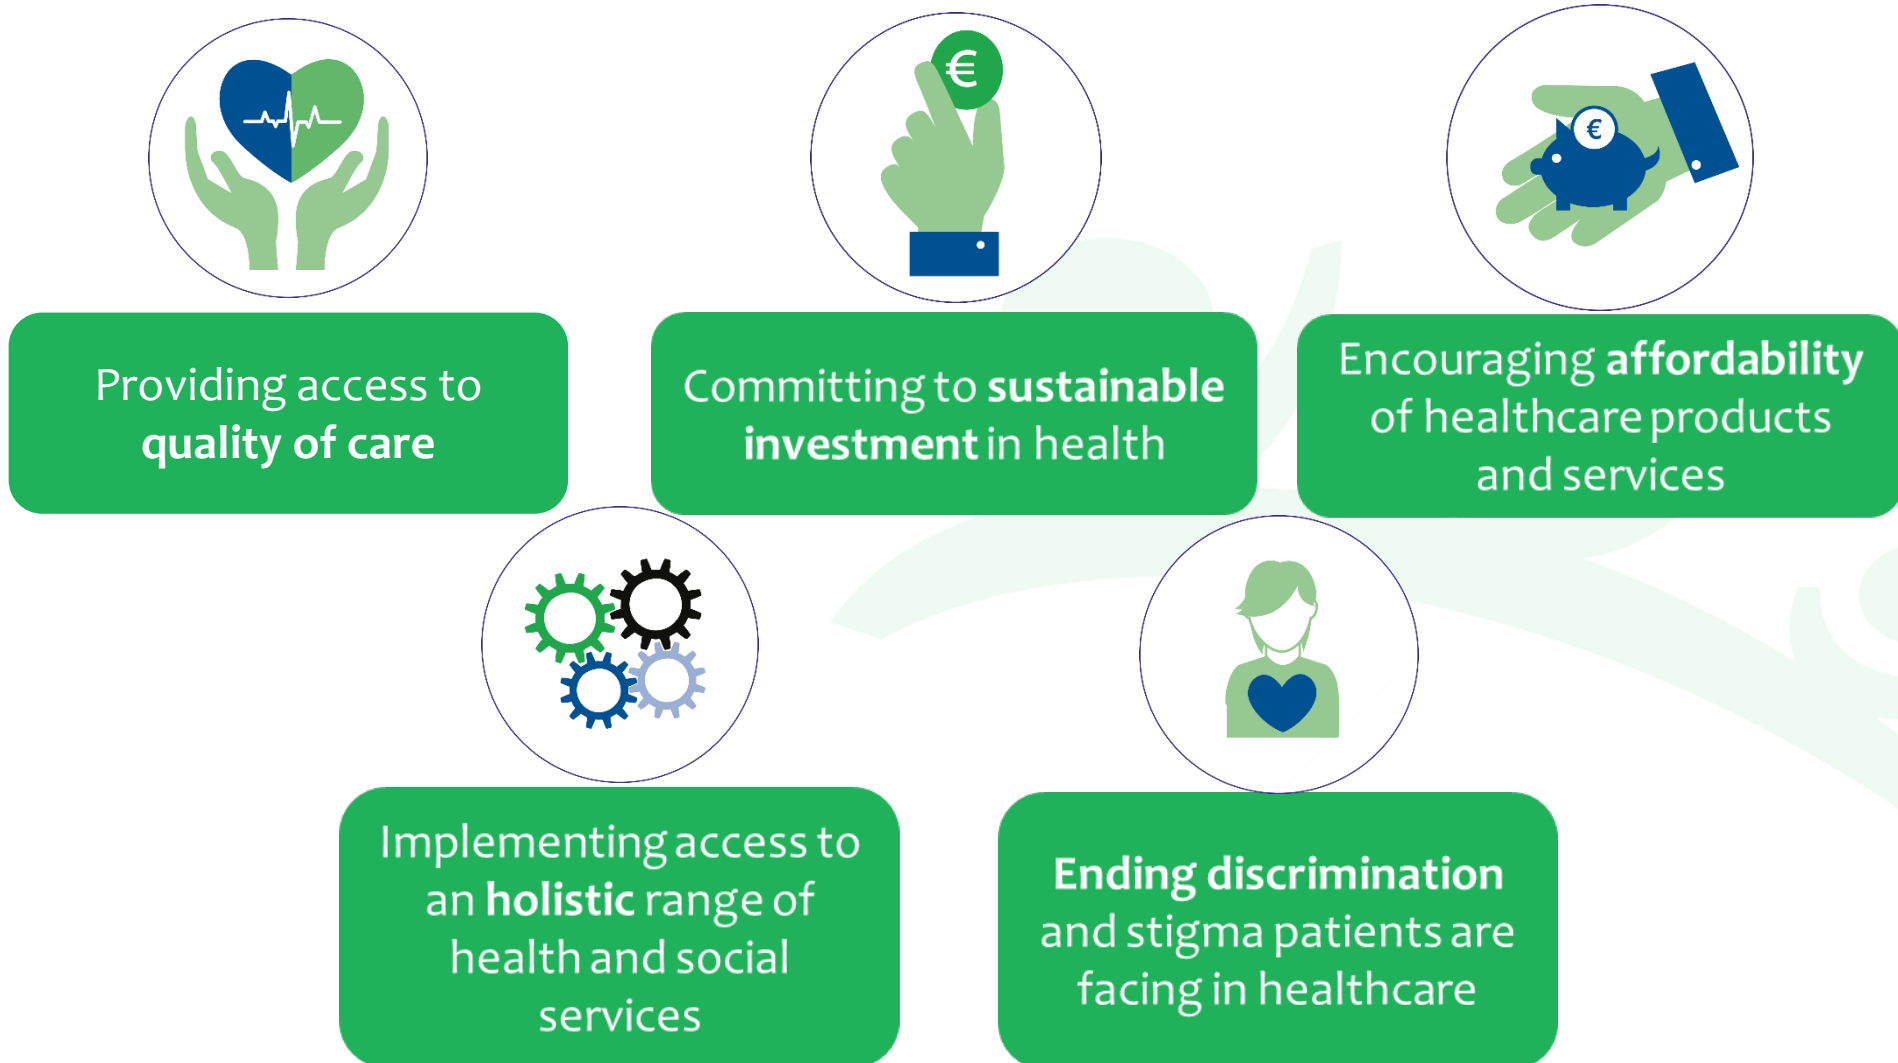 €
€
Providing access to
quality of care
Committing to sustainable
investment in health
Encouraging affordability
of healthcare products
and services
Implementing access to
an holistic range of
health and social
services
Ending discrimination
and stigma patients are
facing in healthcare